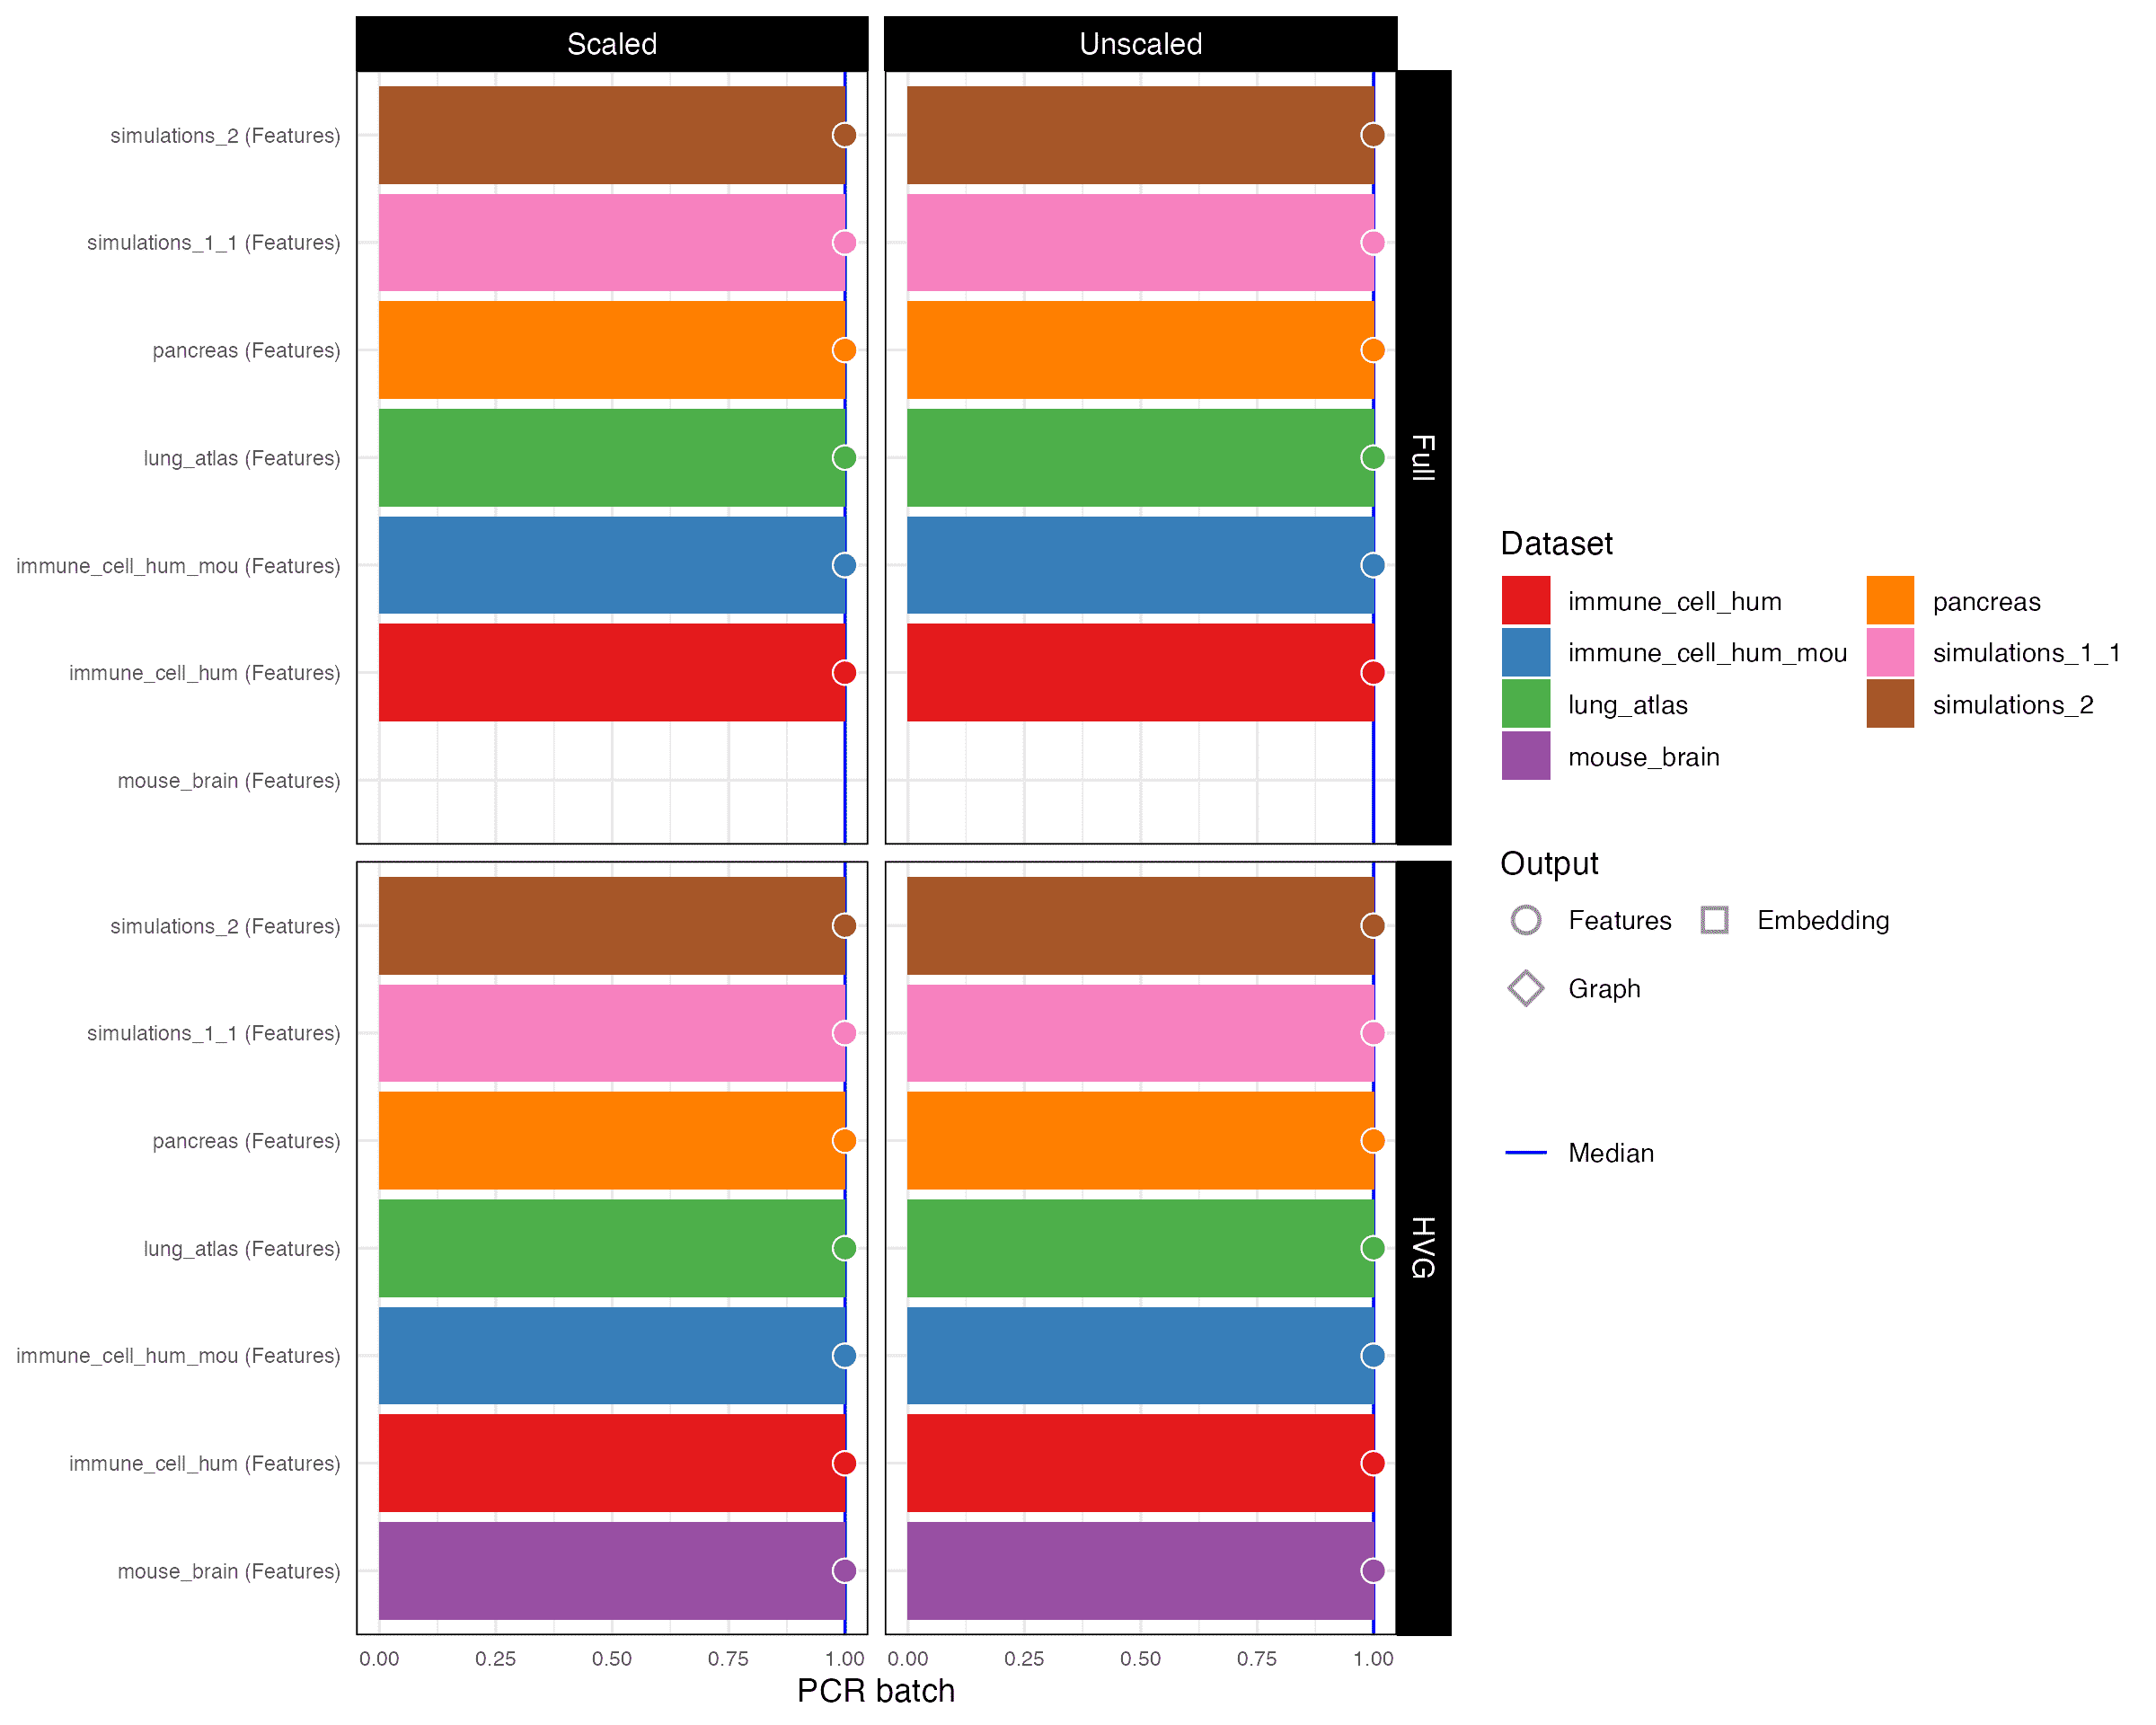 Scaled
Unscaled
simulations_2 (Features)
simulations_1_1 (Features)
pancreas (Features)
lung_atlas (Features)
immune_cell_hum_mou (Features)
immune_cell_hum (Features)
mouse_brain (Features)
Full
simulations_2 (Features)
simulations_1_1 (Features)
pancreas (Features)
lung_atlas (Features)
immune_cell_hum_mou (Features)
immune_cell_hum (Features)
mouse_brain (Features)
HVG
0.00 0.25 0.50 0.75 1.00
0.00 0.25 0.50 0.75 1.00
PCR batch
Dataset
immune_cell_hum
immune_cell_hum_mou
lung_atlas
mouse_brain
pancreas
simulations_1_1
simulations_2
Output
Features
Embedding
Graph
Median